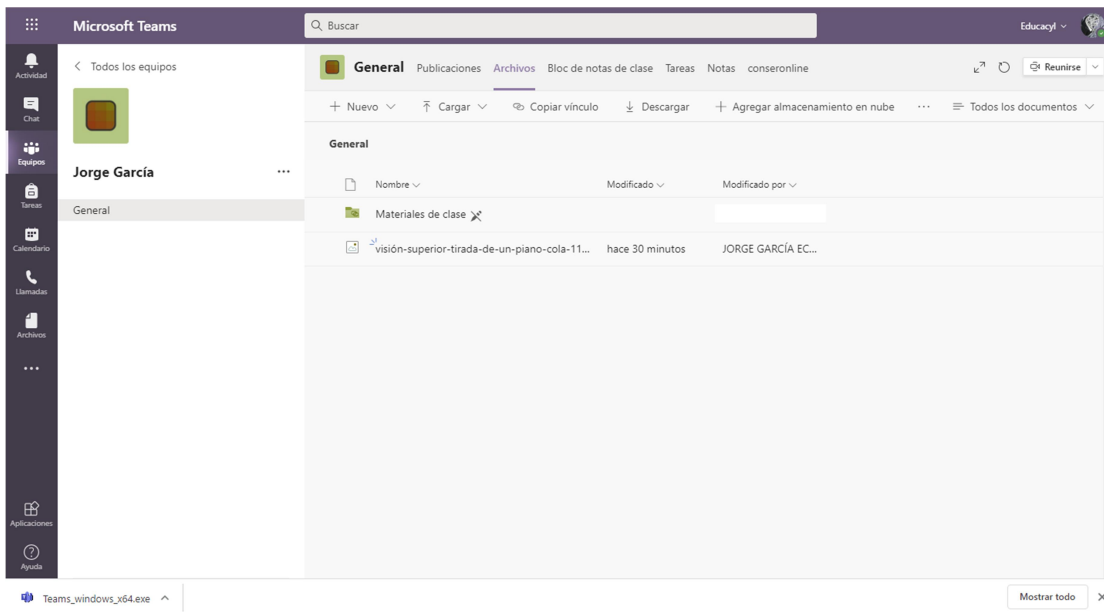 Microsoft Teams
Buscar
Educacyl
Actividad
Chat
Equipos
Tareas
Calendario
Llamadas
Archivos
Aplicaciones
Ayuda
Todos los equipos
Jorge García
General
General Publicaciones Archivos Bloc de notas de clase Tareas Notas conseronline
Reunirse
Nuevo Cargar Copiar vínculo Descargar Agregar almacenamiento en nube ... Todos los documentos
General
Nombre Modificado Modificado por
Materiales de clase
visión-superior-tirada-de-un-piano-cola-11... hace 30 minutos JORGE GARCÍA EC...
Teams_windows_x64.exe
Mostrar todo